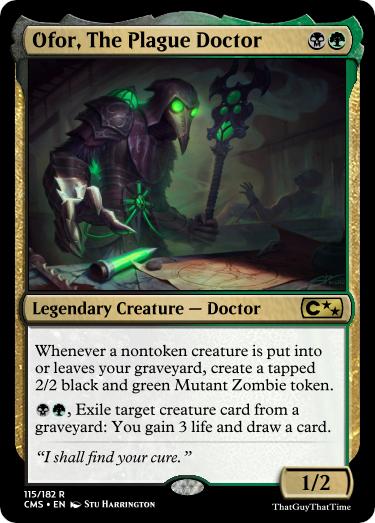 Ofor, The Plague Doctor
Legendary Creature — Doctor
C
Whenever a nontoken creature is put into
or leaves your graveyard, create a tapped
2/2 black and green Mutant Zombie token.
, Exile target creature card from a
graveyard: You gain 3 life and draw a card.
“I shall find your cure.”
1/2
115/182 R
CMS • EN STU HARRINGTON
THATGUYTHATTIME